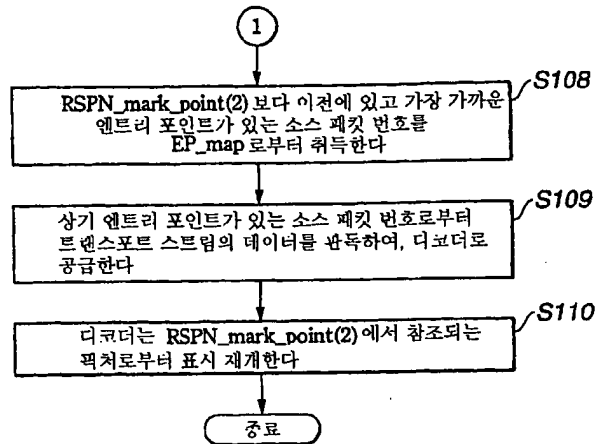 1
S108
RSPN_mark_point(2) 보다 이전에 있고 가장 가까운
엔트리 포인트가 있는 소스 패킷 번호를
EP_map 로부터 취득한다
S109
상기 엔트리 포인트가 있는 소스 패킷 번호로부터
트랜스포트 스트림의 데이터를 판독하여, 디코더로
공급한다
S110
디코더는 RSPN_mark_point(2) 에서 참조되는
픽처로부터 표시 재개한다
종료